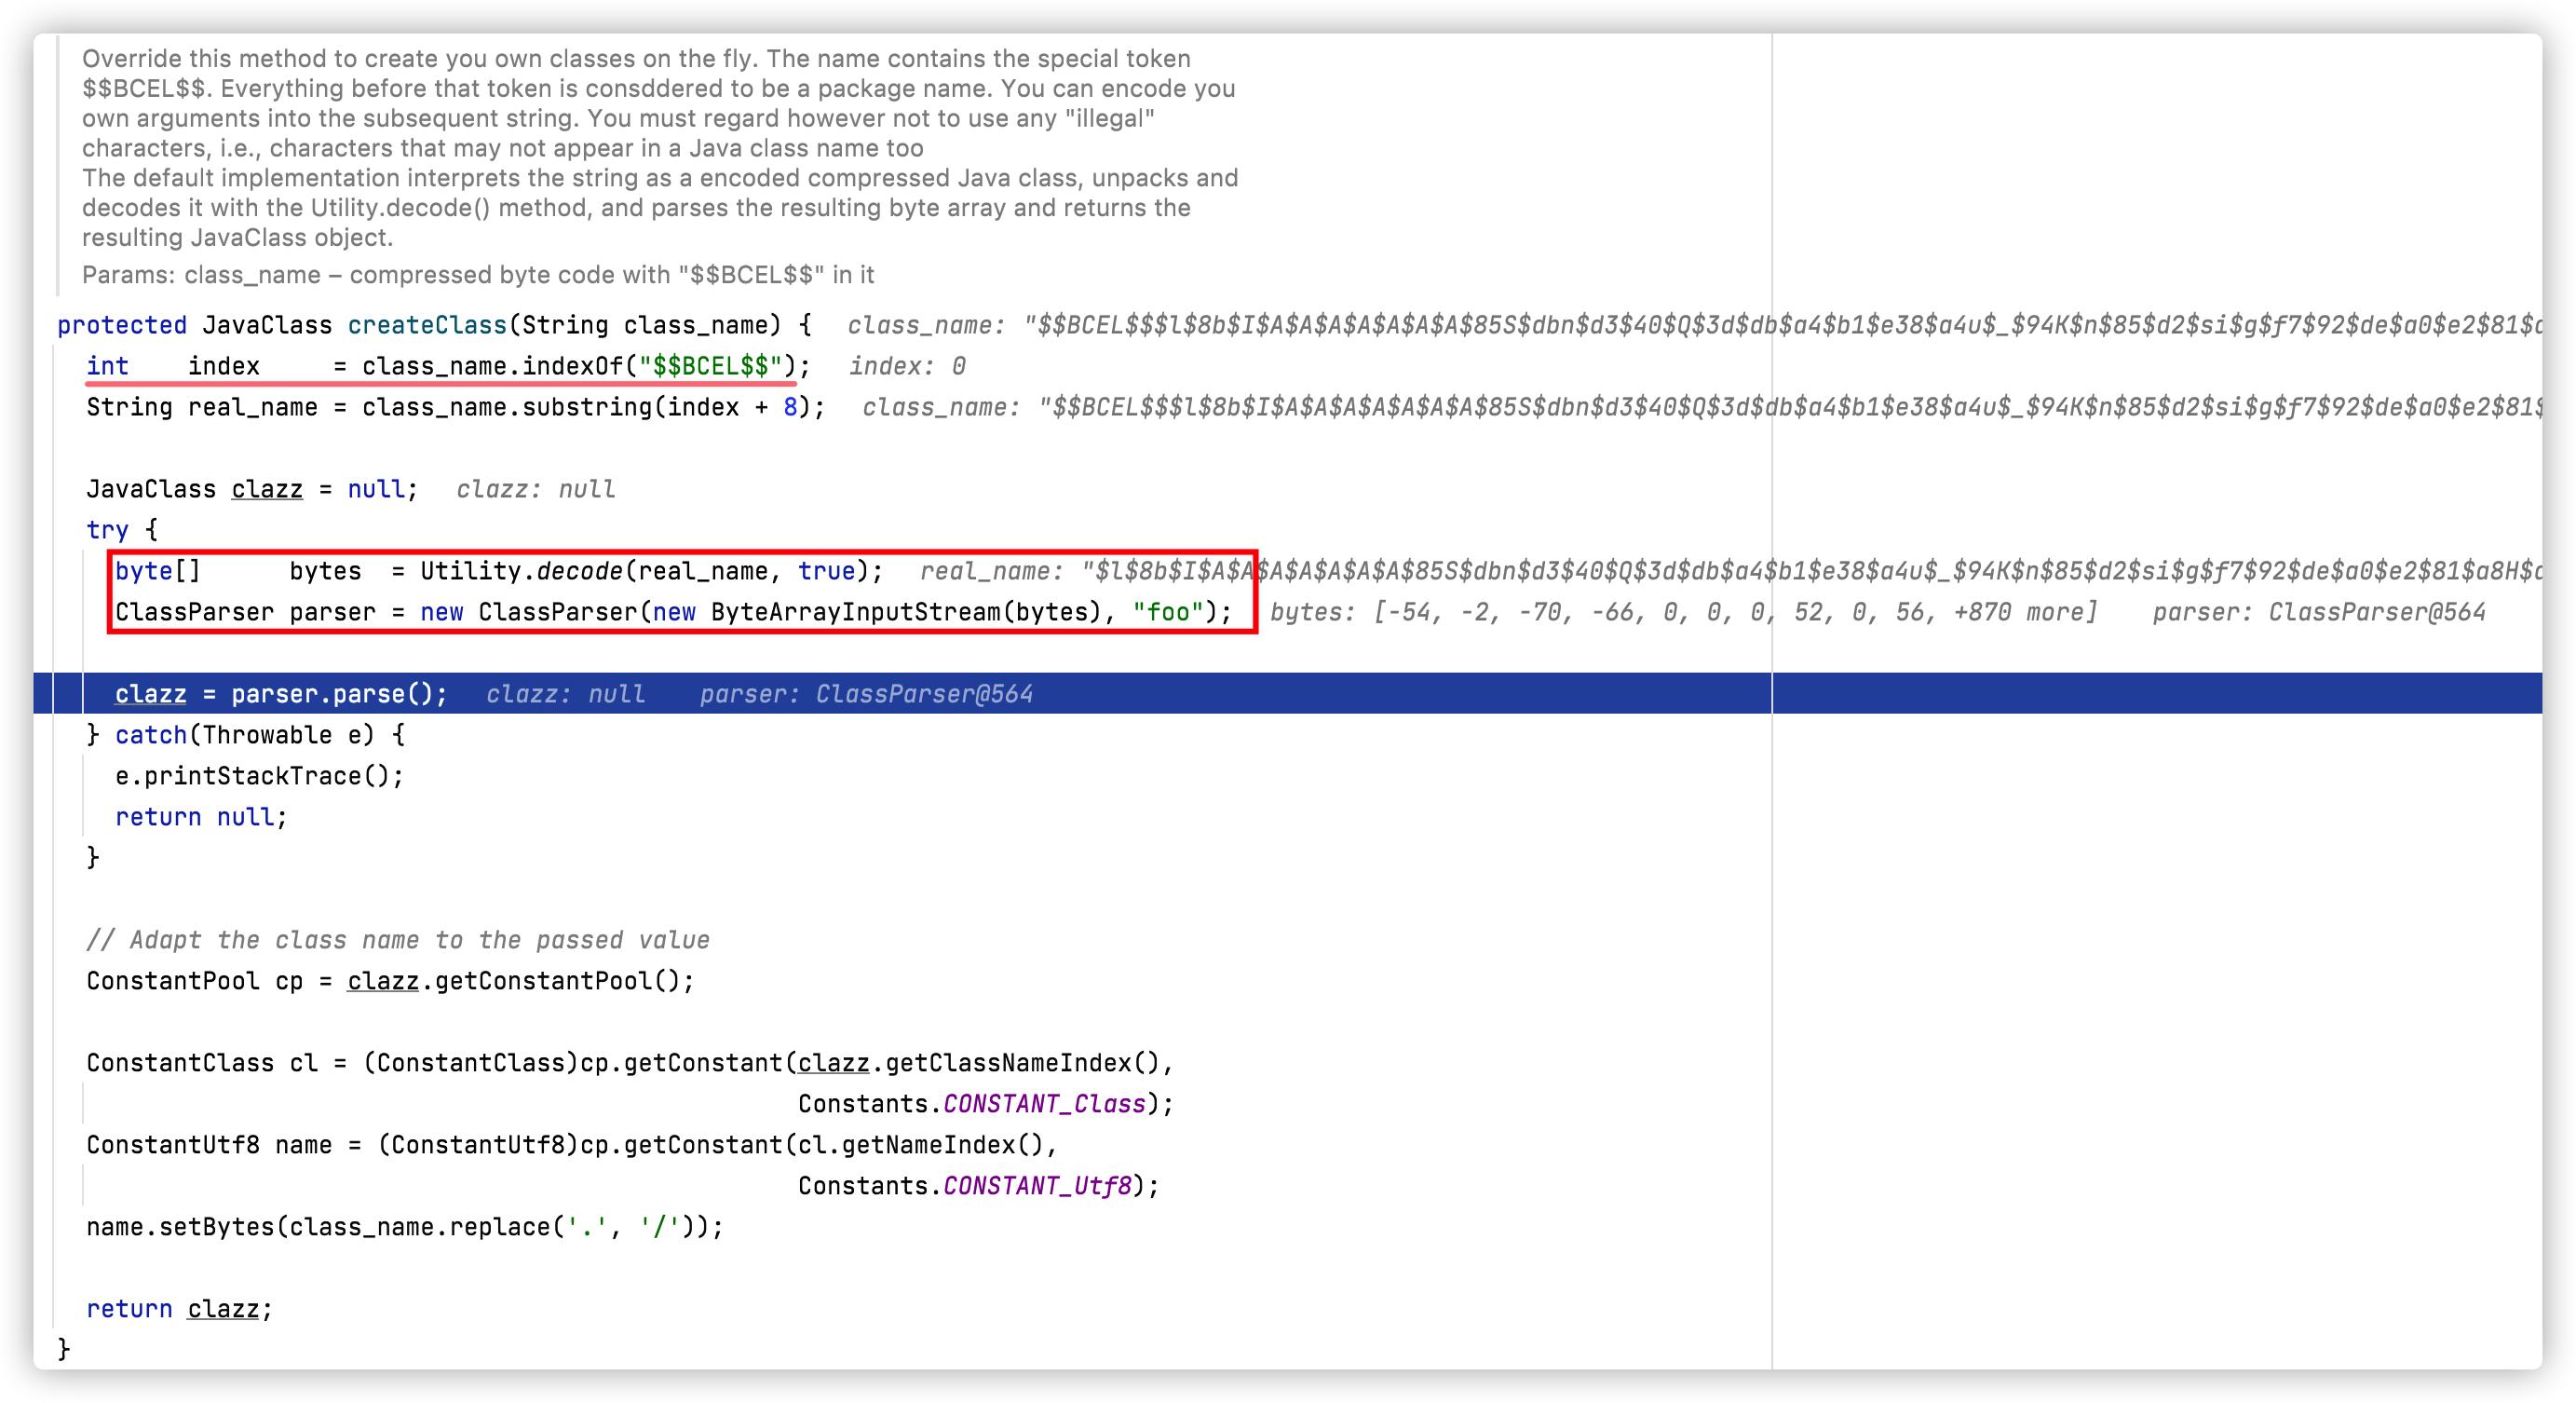 Override this method to create you own classes on the fly. The name contains the special token
$$BCEL$$. Everything before that token is consddered to be a package name. You can encode you
own arguments into the subsequent string. You must regard however not to use any "illegal"
characters, i.e., characters that may not appear in a Java class name too
The default implementation interprets the string as a encoded compressed Java class, unpacks and
decodes it with the Utility.decode() method, and parses the resulting byte array and returns the
resulting JavaClass object.
Params: class_name – compressed byte code with "$$BCEL$$" in it
protected JavaClass createClass(String class_name) { class_name: "$$BCEL$$$l$8b$I$A$A$A$A$A$A$A$85S$dbn$d3$40$Q$3d$db$a4$b1$e38$a4u$_$94K$n$85$d2$si$g$f7$92$de$a0$e2$81$
int index = class_name.indexOf("$$BCEL$$"); index: 0
String real_name = class_name.substring(index + 8); class_name: "$$BCEL$$$l$8b$I$A$A$A$A$A$A$A$85S$dbn$d3$40$Q$3d$db$a4$b1$e38$a4u$_$94K$n$85$d2$si$g$f7$92$de$a0$e2$81$
JavaClass clazz = null; clazz: null
try {
byte[] bytes = Utility.decode(real_name, true); real_name: "$l$8b$I$A$A$A$A$A$A$A$85S$dbn$d3$40$Q$3d$db$a4$b1$e38$a4u$_$94K$n$85$d2$si$g$f7$92$de$a0$e2$81$a8H$
ClassParser parser = new ClassParser(new ByteArrayInputStream(bytes), "foo"); bytes: [-54, -2, -70, -66, 0, 0, 0, 52, 0, 56, +870 more] parser: ClassParser@564
clazz = parser.parse(); clazz: null parser: ClassParser@564
} catch(Throwable e) {
e.printStackTrace();
return null;
}
// Adapt the class name to the passed value
ConstantPool cp = clazz.getConstantPool();
ConstantClass cl = (ConstantClass)cp.getConstant(clazz.getClassNameIndex(),
Constants.CONSTANT_Class);
ConstantUtf8 name = (ConstantUtf8)cp.getConstant(cl.getNameIndex(),
Constants.CONSTANT_Utf8);
name.setBytes(class_name.replace('.', '/'));
return clazz;
}